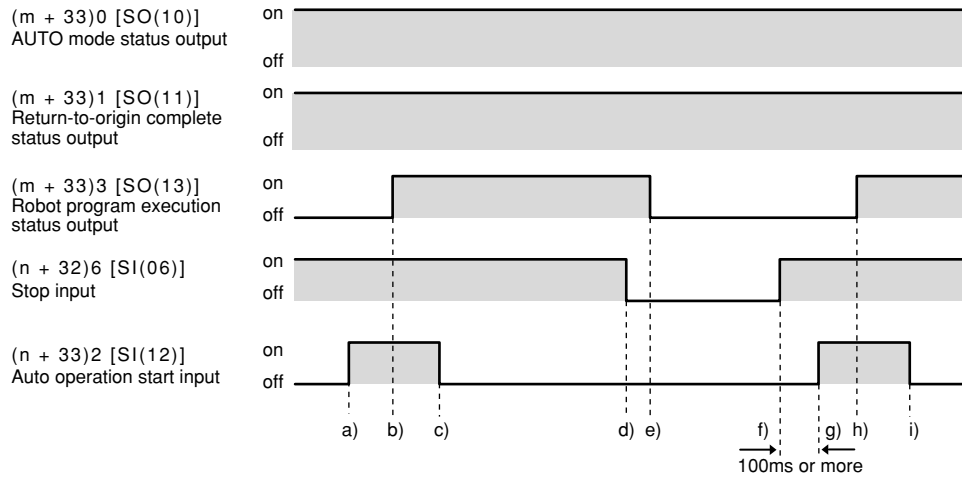 (m + 33)0 [SO(10)]
AUTO mode status output
on
off
(m + 33)1 [SO(11)]
Return-to-origin complete
status output
on
off
(m + 33)3 [SO(13)]
Robot program execution
status output
on
off
(n + 32)6 [SI(06)]
Stop input
on
off
(n + 33)2 [SI(12)]
Auto operation start input
on
off
a) b) c) d) e) f) g) h) i)
100ms or more